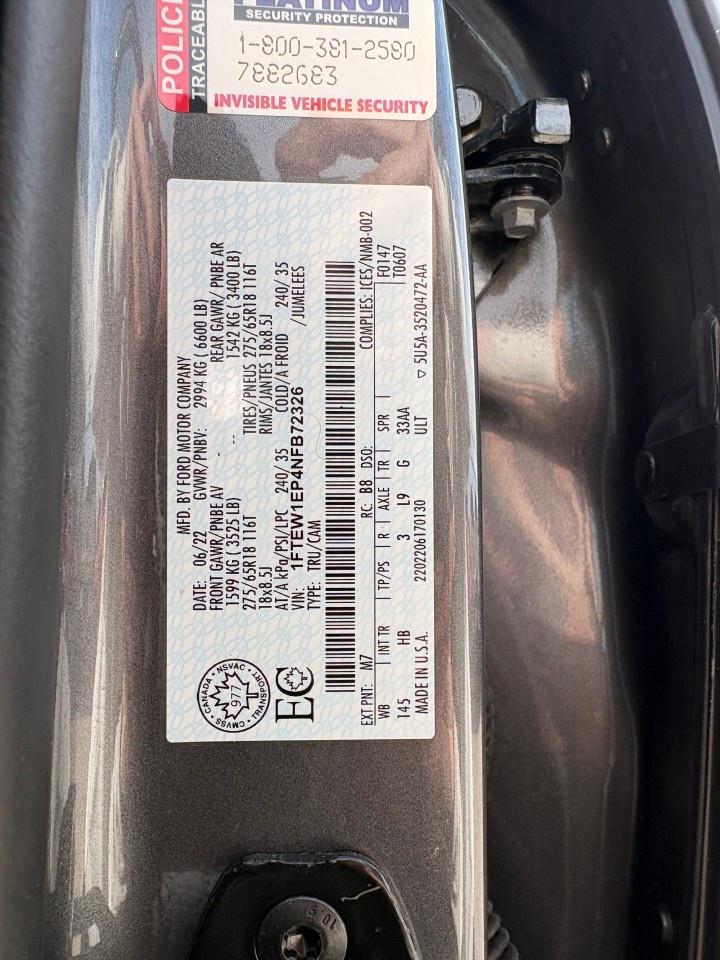 POLICE
TRACEABLE
PLATINUM
SECURITY PROTECTION
1-800-381-2580
7882683
INVISIBLE VEHICLE SECURITY
MFD. BY FORD MOTOR COMPANY
DATE: 06/22 GVWR/PNBV: 2994 KG ( 6600 LB)
FRONT GAWR/PNBE AV - REAR GAWR/ PNBE AR
1599 KG ( 3525 LB) -- 1542 KG ( 3400 LB)
275/65R18 116T TIRES/PNEUS 275/65R18 116T
18x8.5J RIMS/JANTES 18x8.5J
AT/A kPa/PSI/LPC 240/ 35 COLD/A FROID 240/ 35
VIN: 1FTEW1EP4NFB72326 /JUMELEES
TYPE: TRU/CAM
CANADA · NSVAC · TRANSPORT · CMVSS
977
EC
COMPLIES: ICES/NMB-002
EXT PNT: M7 RC: B8 DSO: F0147
WB INT TR TP/PS R AXLE TR SPR T0607
145 HB 3 L9 G 33AA
MADE IN U.S.A. 2202206170130 ULT ▽ 5U5A-3520472-AA
10.9